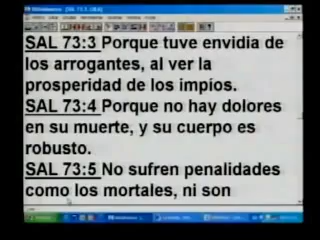 SAL 73:3 Porque tuve envidia de
los arrogantes, al ver la
prosperidad de los impíos.
SAL 73:4 Porque no hay dolores
en su muerte, y su cuerpo es
robusto.
SAL 73:5 No sufren penalidades
como los mortales, ni son